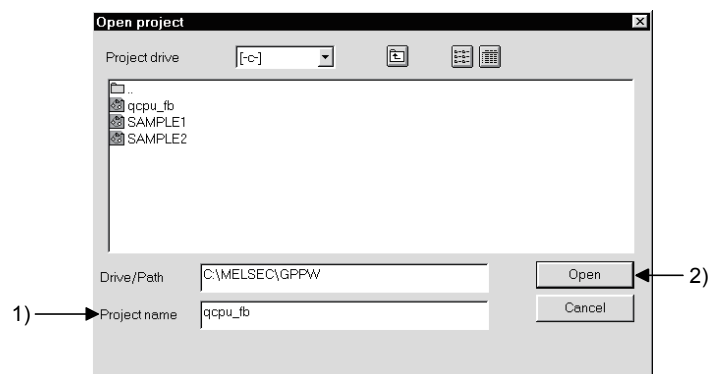 Open project
Project drive [-c-]
..
qcpu_fb
SAMPLE1
SAMPLE2
Drive/Path C:\MELSEC\GPPW Open 2)
1) Project name qcpu_fb Cancel